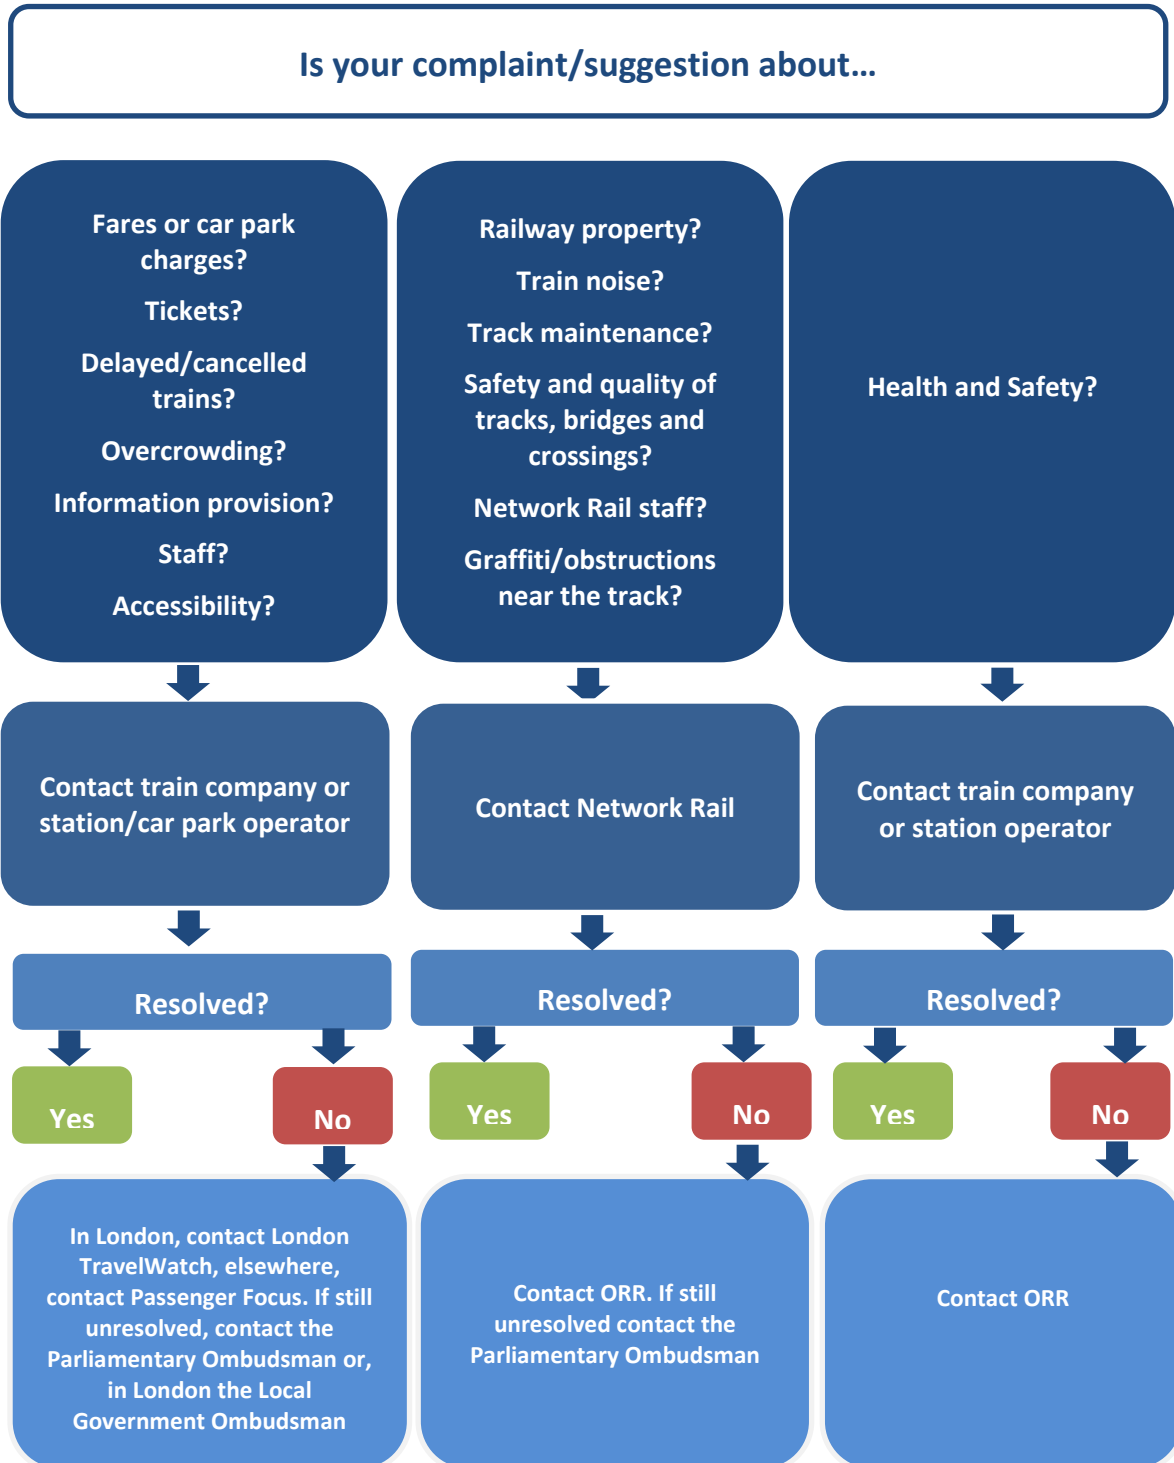 Is your complaint/suggestion about…
Fares or car park
charges?
Tickets?
Delayed/cancelled
trains?
Overcrowding?
Information provision?
Staff?
Accessibility?
Railway property?
Train noise?
Track maintenance?
Safety and quality of
tracks, bridges and
crossings?
Network Rail staff?
Graffiti/obstructions
near the track?
Health and Safety?
Contact train company or
station/car park operator
Contact Network Rail
Contact train company
or station operator
Resolved?
Resolved?
Resolved?
Yes
No
Yes
No
Yes
No
In London, contact London
TravelWatch, elsewhere,
contact Passenger Focus. If still
unresolved, contact the
Parliamentary Ombudsman or,
in London the Local
Government Ombudsman
Contact ORR. If still
unresolved contact the
Parliamentary Ombudsman
Contact ORR